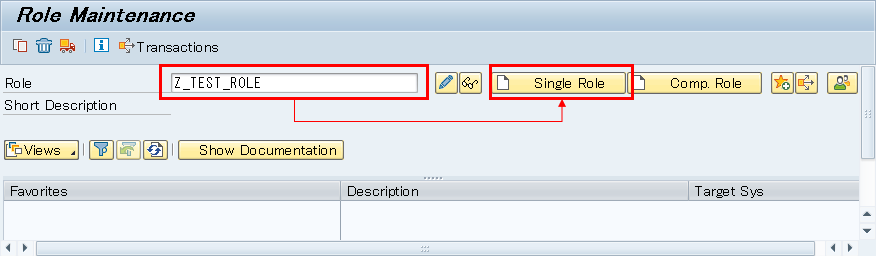 Role Maintenance
Transactions
Role Z_TEST_ROLE Single Role Comp. Role
Short Description
Views Show Documentation
Favorites Description Target Sys